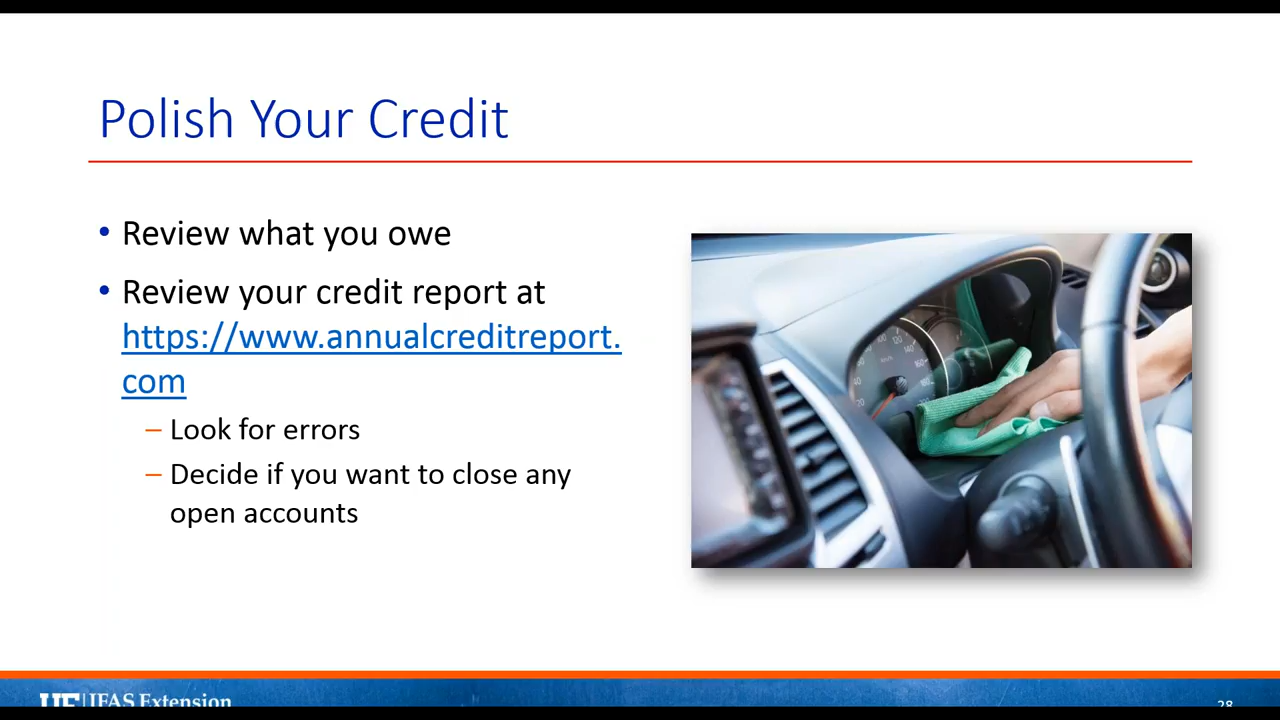 Polish Your Credit
• Review what you owe
• Review your credit report at
https://www.annualcreditreport.
com
– Look for errors
– Decide if you want to close any
open accounts
UF | IFAS Extension
28